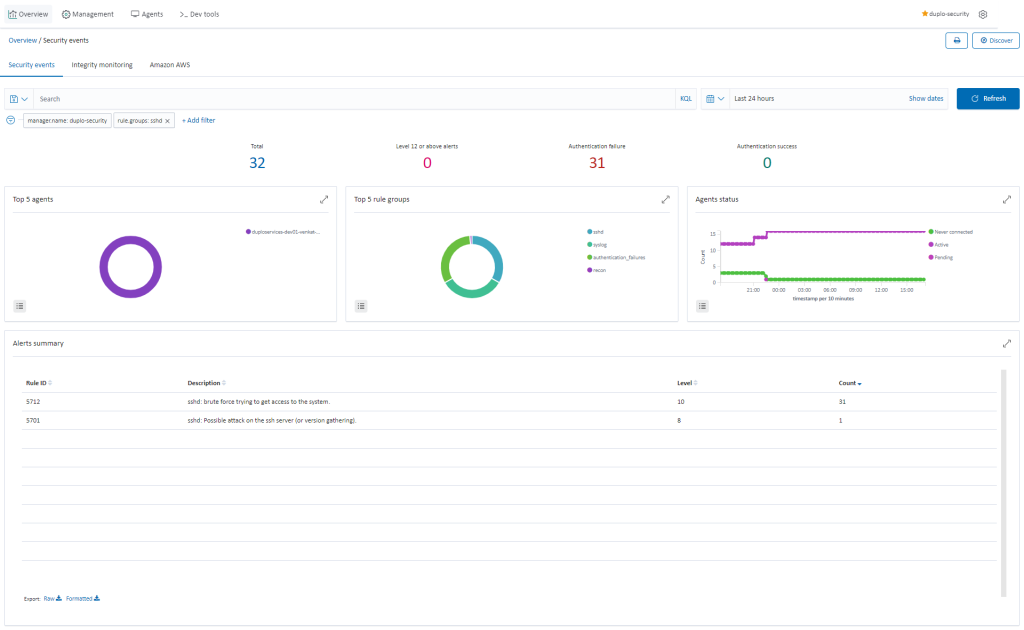 Overview Management Agents >_ Dev tools duplo-security
Overview / Security events Discover
Security events Integrity monitoring Amazon AWS
Search KQL Last 24 hours Show dates Refresh
manager.name: duplo-security rule.groups: sshd × + Add filter
Total Level 12 or above alerts Authentication failure Authentication success
32 0 31 0
Top 5 agents
duploservices-dev01-venkat-...
Top 5 rule groups
sshd
syslog
authentication_failures
recon
Agents status
Count
15
10
5
0
21:00 00:00 03:00 06:00 09:00 12:00 15:00
timestamp per 10 minutes
Never connected
Active
Pending
Alerts summary
Rule ID Description Level Count
5712 sshd: brute force trying to get access to the system. 10 31
5701 sshd: Possible attack on the ssh server (or version gathering). 8 1
Export: Raw Formatted